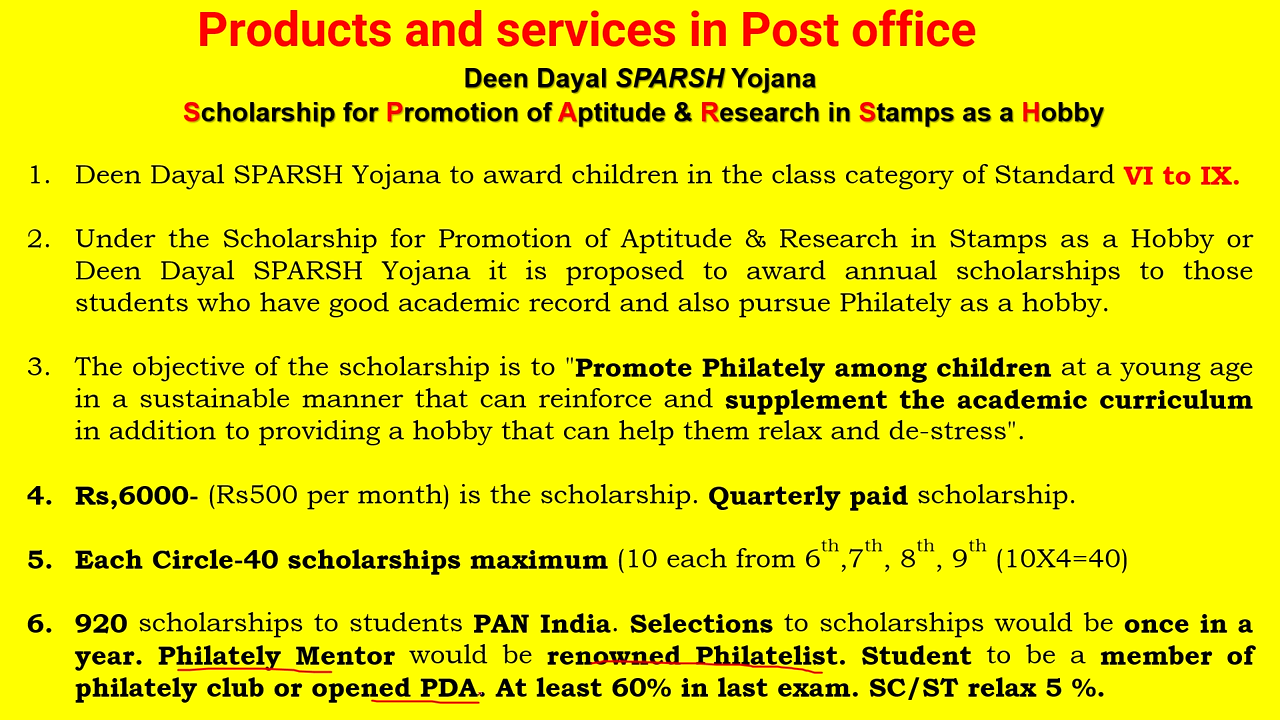 Products and services in Post office
Deen Dayal SPARSH Yojana
Scholarship for Promotion of Aptitude & Research in Stamps as a Hobby
1. Deen Dayal SPARSH Yojana to award children in the class category of Standard VI to IX.
2. Under the Scholarship for Promotion of Aptitude & Research in Stamps as a Hobby or
Deen Dayal SPARSH Yojana it is proposed to award annual scholarships to those
students who have good academic record and also pursue Philately as a hobby.
3. The objective of the scholarship is to "Promote Philately among children at a young age
in a sustainable manner that can reinforce and supplement the academic curriculum
in addition to providing a hobby that can help them relax and de-stress".
4. Rs,6000- (Rs500 per month) is the scholarship. Quarterly paid scholarship.
5. Each Circle-40 scholarships maximum (10 each from 6th,7th, 8th, 9th (10X4=40)
6. 920 scholarships to students PAN India. Selections to scholarships would be once in a
year. Philately Mentor would be renowned Philatelist. Student to be a member of
philately club or opened PDA. At least 60% in last exam. SC/ST relax 5 %.